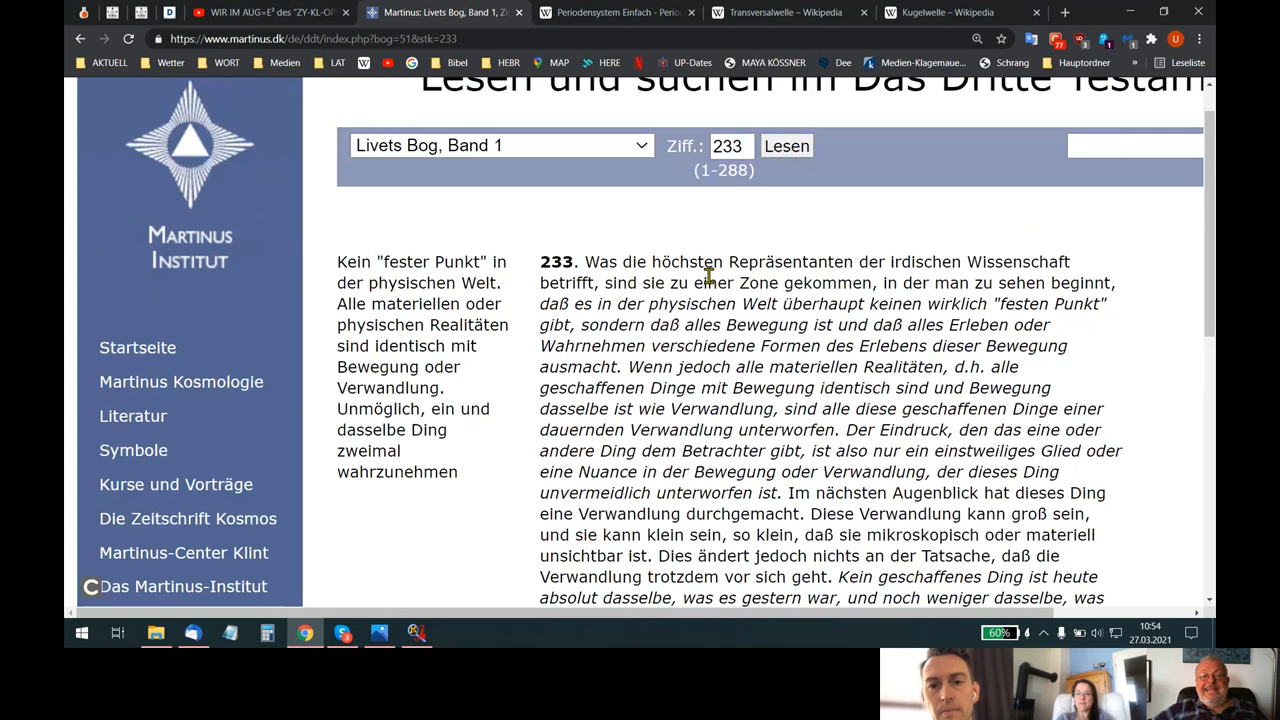 WIR IM AUG=E² des "ZY-KL-OP
Martinus: Livets Bog, Band 1, Zi
Periodensystem Einfach - Period
Transversalwelle – Wikipedia
Kugelwelle – Wikipedia
https://www.martinus.dk/de/ddt/index.php?bog=51&stk=233
AKTUELL
Wetter
WORT
Medien
LAT
Bibel
HEBR
MAP
HERE
UP-Dates
MAYA KÖSSNER
Dee
Medien-Klagemaue...
Schrang
Hauptordner
»
Leseliste
Lesen und suchen im Das Dritte Testam
Livets Bog, Band 1
Ziff.:
233
Lesen
(1-288)
MARTINUS
INSTITUT
Startseite
Martinus Kosmologie
Literatur
Symbole
Kurse und Vorträge
Die Zeitschrift Kosmos
Martinus-Center Klint
Das Martinus-Institut
Kein "fester Punkt" in
der physischen Welt.
Alle materiellen oder
physischen Realitäten
sind identisch mit
Bewegung oder
Verwandlung.
Unmöglich, ein und
dasselbe Ding
zweimal
wahrzunehmen
233. Was die höchsten Repräsentanten der irdischen Wissenschaft
betrifft, sind sie zu einer Zone gekommen, in der man zu sehen beginnt,
daß es in der physischen Welt überhaupt keinen wirklich "festen Punkt"
gibt, sondern daß alles Bewegung ist und daß alles Erleben oder
Wahrnehmen verschiedene Formen des Erlebens dieser Bewegung
ausmacht. Wenn jedoch alle materiellen Realitäten, d.h. alle
geschaffenen Dinge mit Bewegung identisch sind und Bewegung
dasselbe ist wie Verwandlung, sind alle diese geschaffenen Dinge einer
dauernden Verwandlung unterworfen. Der Eindruck, den das eine oder
andere Ding dem Betrachter gibt, ist also nur ein einstweiliges Glied oder
eine Nuance in der Bewegung oder Verwandlung, der dieses Ding
unvermeidlich unterworfen ist. Im nächsten Augenblick hat dieses Ding
eine Verwandlung durchgemacht. Diese Verwandlung kann groß sein,
und sie kann klein sein, so klein, daß sie mikroskopisch oder materiell
unsichtbar ist. Dies ändert jedoch nichts an der Tatsache, daß die
Verwandlung trotzdem vor sich geht. Kein geschaffenes Ding ist heute
absolut dasselbe, was es gestern war, und noch weniger dasselbe, was
60%
10:54
27.03.2021